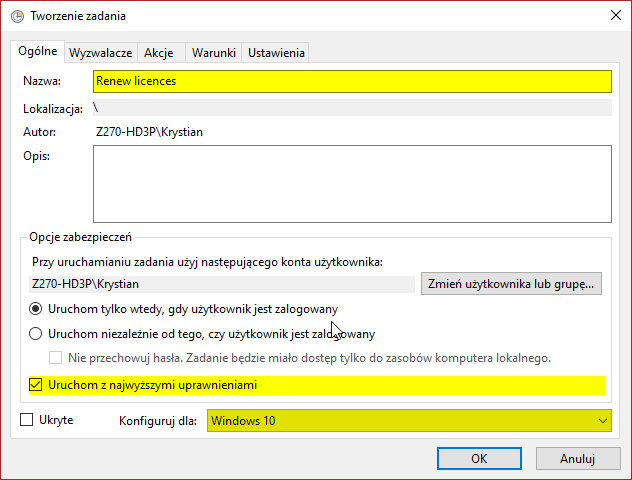 Tworzenie zadania
Ogólne Wyzwalacze Akcje Warunki Ustawienia
Nazwa: Renew licences
Lokalizacja: \
Autor: Z270-HD3P\Krystian
Opis:
Opcje zabezpieczeń
Przy uruchamianiu zadania użyj następującego konta użytkownika:
Z270-HD3P\Krystian Zmień użytkownika lub grupę...
Uruchom tylko wtedy, gdy użytkownik jest zalogowany
Uruchom niezależnie od tego, czy użytkownik jest zalogowany
Nie przechowuj hasła. Zadanie będzie miało dostęp tylko do zasobów komputera lokalnego.
Uruchom z najwyższymi uprawnieniami
Ukryte Konfiguruj dla: Windows 10
OK Anuluj